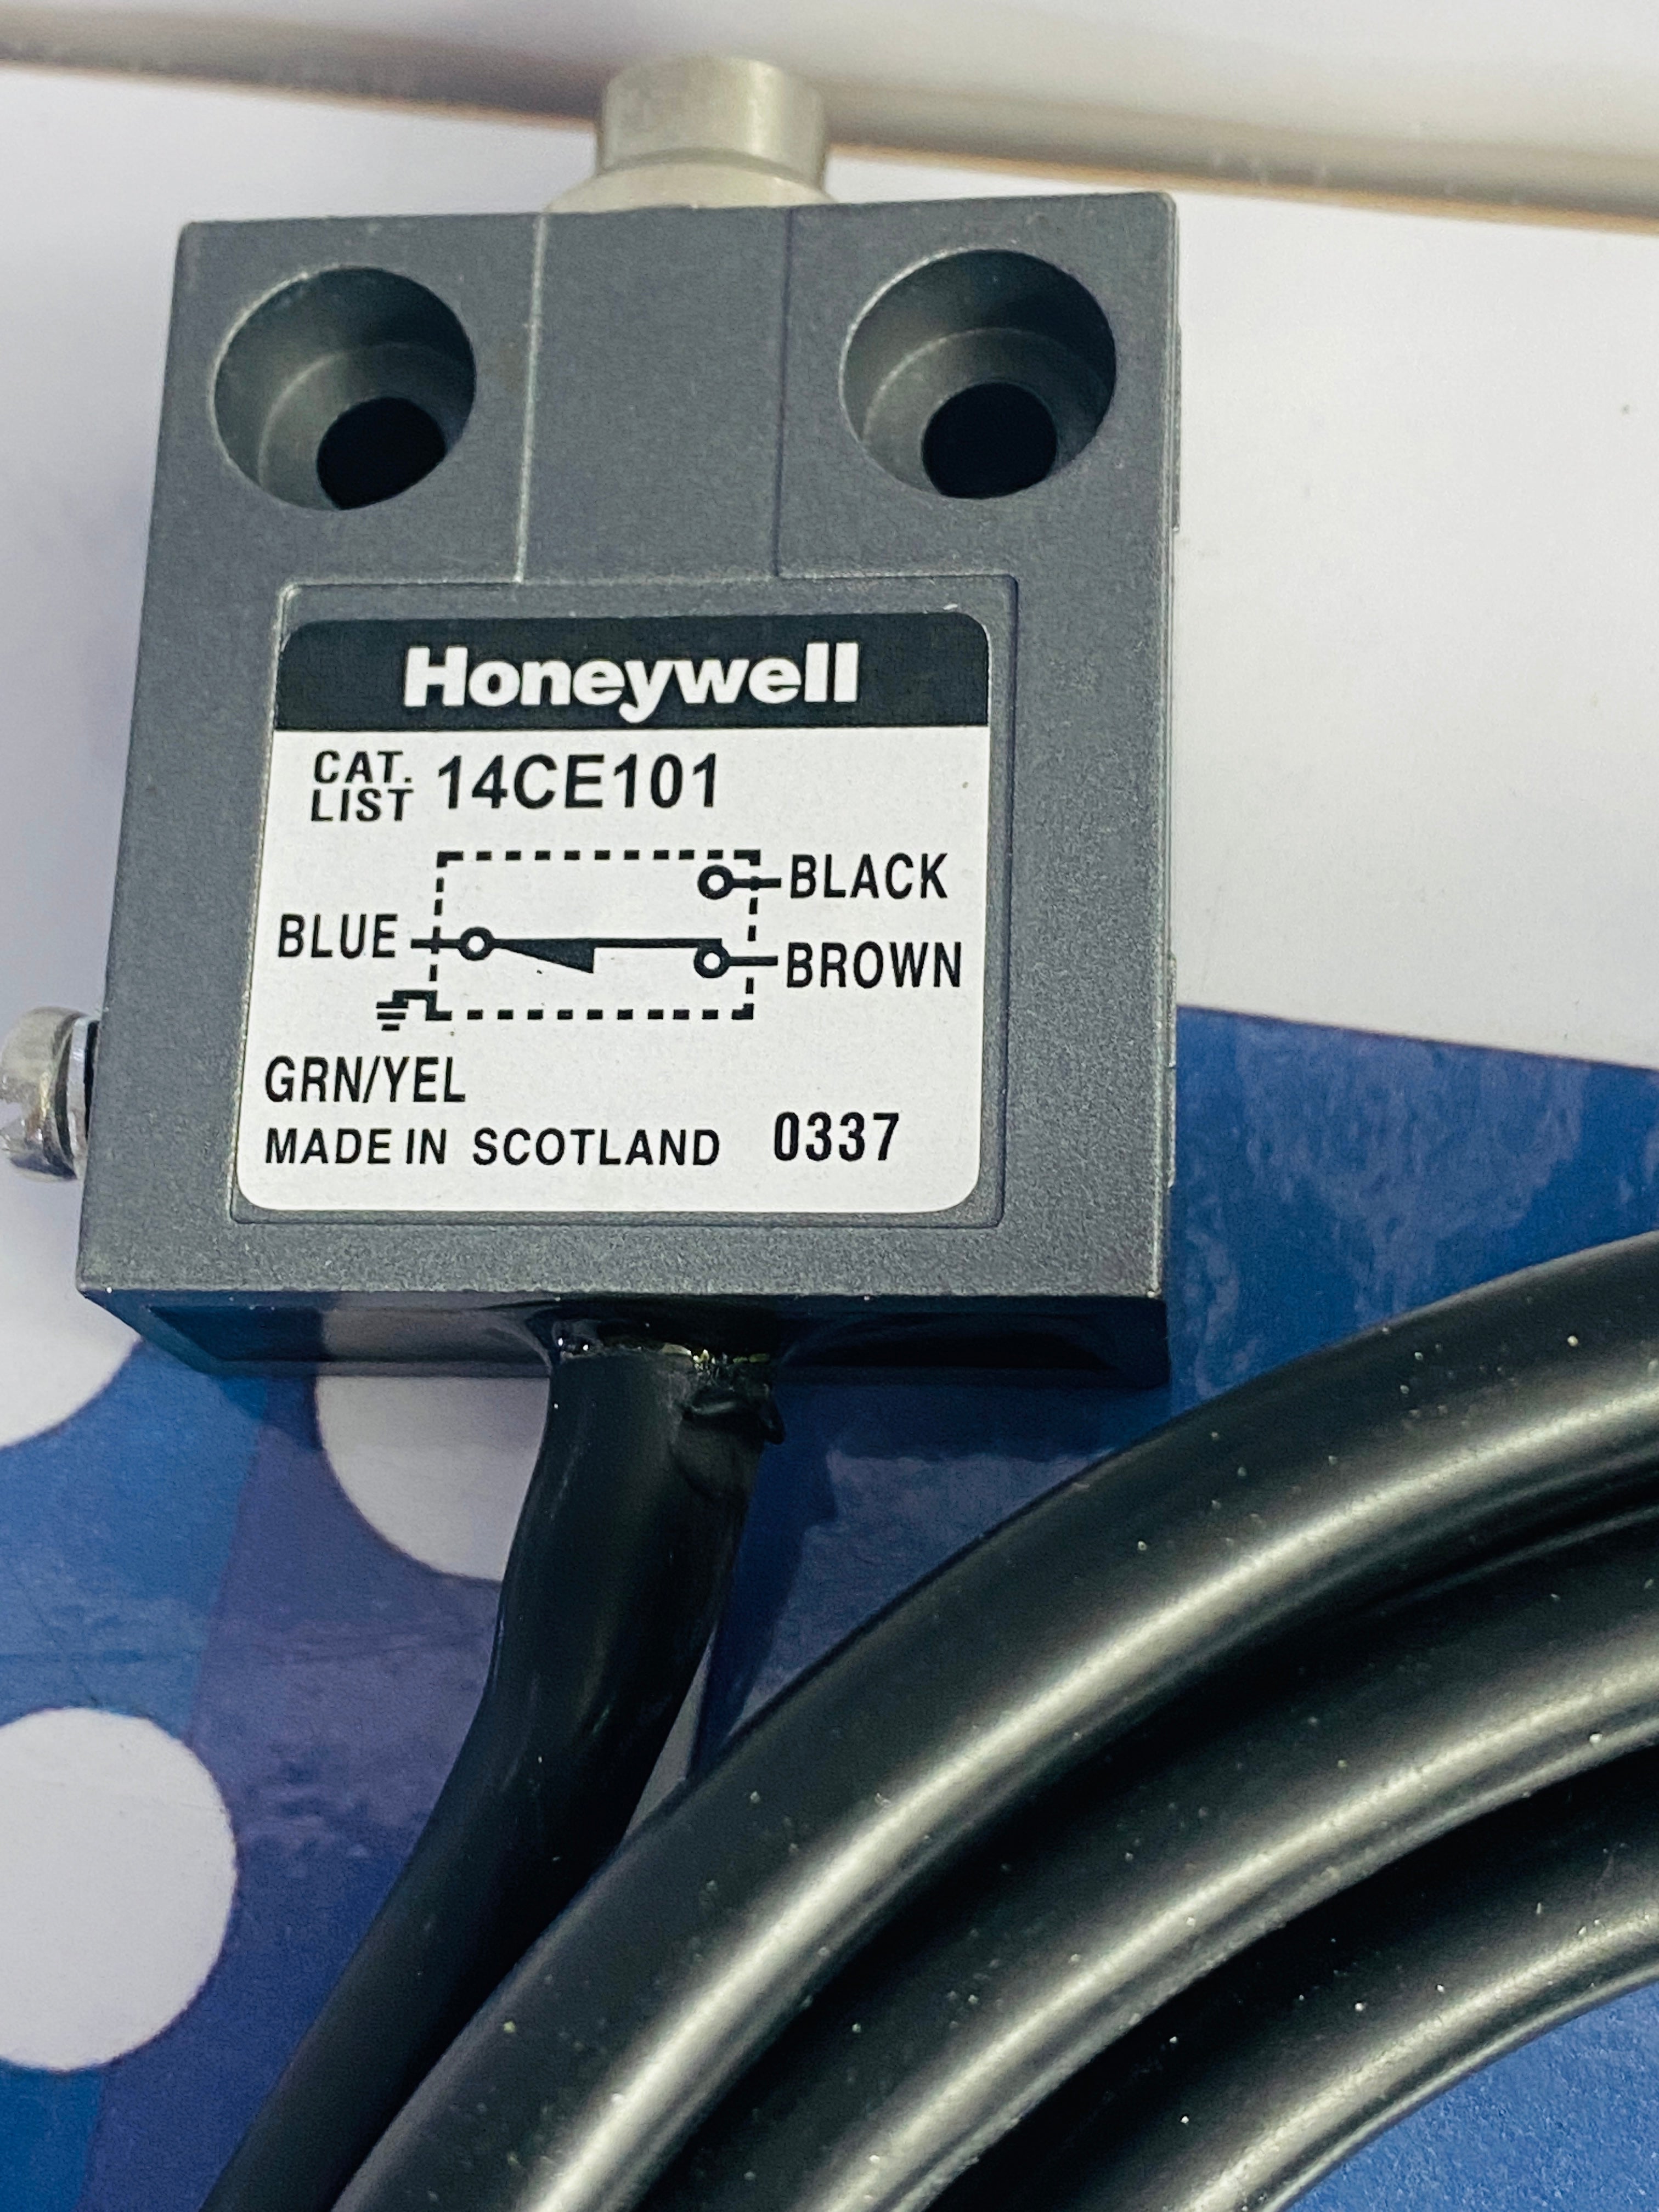 Honeywell
CAT. LIST 14CE101
BLACK
BLUE
BROWN
GRN/YEL
MADE IN SCOTLAND 0337